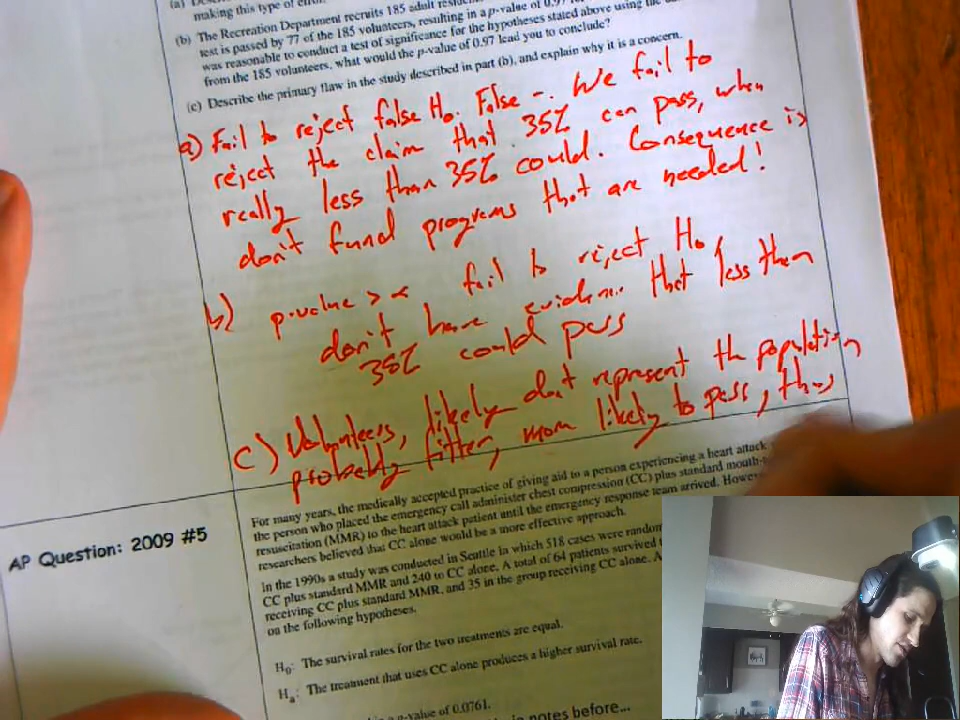 making this type of
(b) The Recreation Department recruits 185 adult
test is passed by 77 of the 185 volunteers, resulting in a p-value of 0.97
was reasonable to conduct a test of significance for the hypotheses stated above using the
from the 185 volunteers, what would the p-value of 0.97 lead you to conclude?
(c) Describe the primary flaw in the study described in part (b), and explain why it is a concern.
a) Fail to reject false H₀. False -. We fail to
reject the claim that 35% can pass, when
really less than 35% could. Consequence is
don't fund programs that are needed!
b) p-value > α fail to reject H₀
don't have evidence that less than
35% could pass
c) Volunteers, likely don't represent the population
probably fitter, more likely to pass, thus
AP Question: 2009 #5
For many years, the medically accepted practice of giving aid to a person experiencing a heart attack
the person who placed the emergency call administer chest compression (CC) plus standard
resuscitation (MMR) to the heart attack patient until the emergency response team arrived.
researchers believed that CC alone would be a more effective approach.
In the 1990s a study was conducted in Seattle in which 518 cases were
CC plus standard MMR and 240 to CC alone. A total of 64 patients survived
receiving CC plus standard MMR, and 35 in the group receiving CC alone.
on the following hypotheses.
H₀: The survival rates for the two treatments are equal.
Hₐ: The treatment that uses CC alone produces a higher survival rate.
p-value of 0.0761.
notes before...